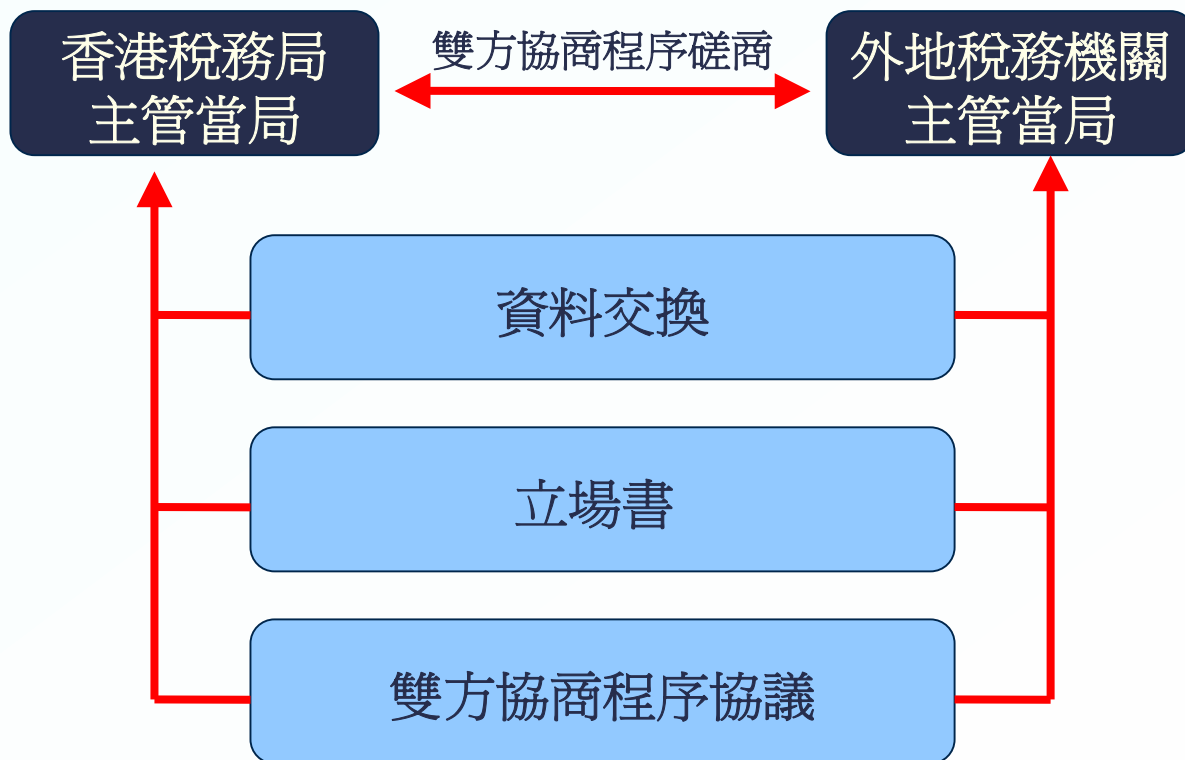 香港稅務局
主管當局
雙方協商程序磋商
外地稅務機關
主管當局
資料交換
立場書
雙方協商程序協議